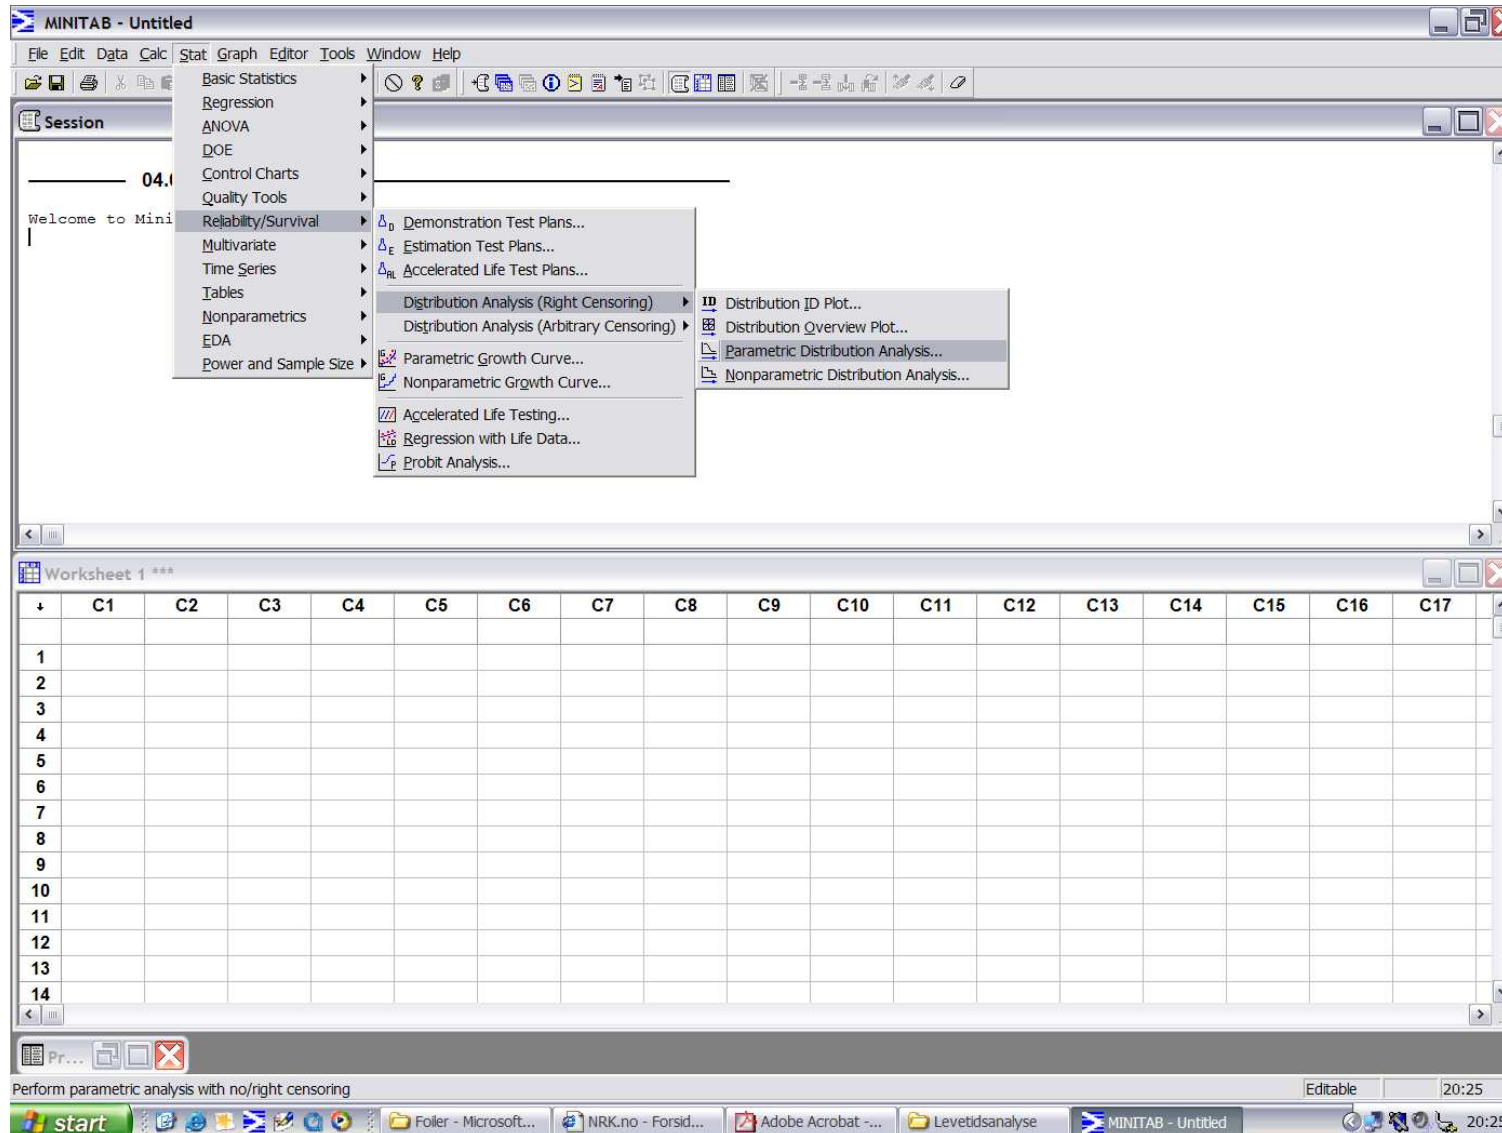 MINITAB - Untitled
File Edit Data Calc Stat Graph Editor Tools Window Help
Session
04.
Welcome to Mini
Basic Statistics
Regression
ANOVA
DOE
Control Charts
Quality Tools
Reliability/Survival
Multivariate
Time Series
Tables
Nonparametrics
EDA
Power and Sample Size
Demonstration Test Plans...
Estimation Test Plans...
Accelerated Life Test Plans...
Distribution Analysis (Right Censoring)
Distribution Analysis (Arbitrary Censoring)
Parametric Growth Curve...
Nonparametric Growth Curve...
Accelerated Life Testing...
Regression with Life Data...
Probit Analysis...
ID Distribution ID Plot...
Distribution Overview Plot...
Parametric Distribution Analysis...
Nonparametric Distribution Analysis...
Worksheet 1 ***
C1 C2 C3 C4 C5 C6 C7 C8 C9 C10 C11 C12 C13 C14 C15 C16 C17
1
2
3
4
5
6
7
8
9
10
11
12
13
14
Pr...
Perform parametric analysis with no/right censoring
Editable
20:25
start
Foiler - Microsoft...
NRK.no - Forsid...
Adobe Acrobat -...
Levetidsanalyse
MINITAB - Untitled
20:25